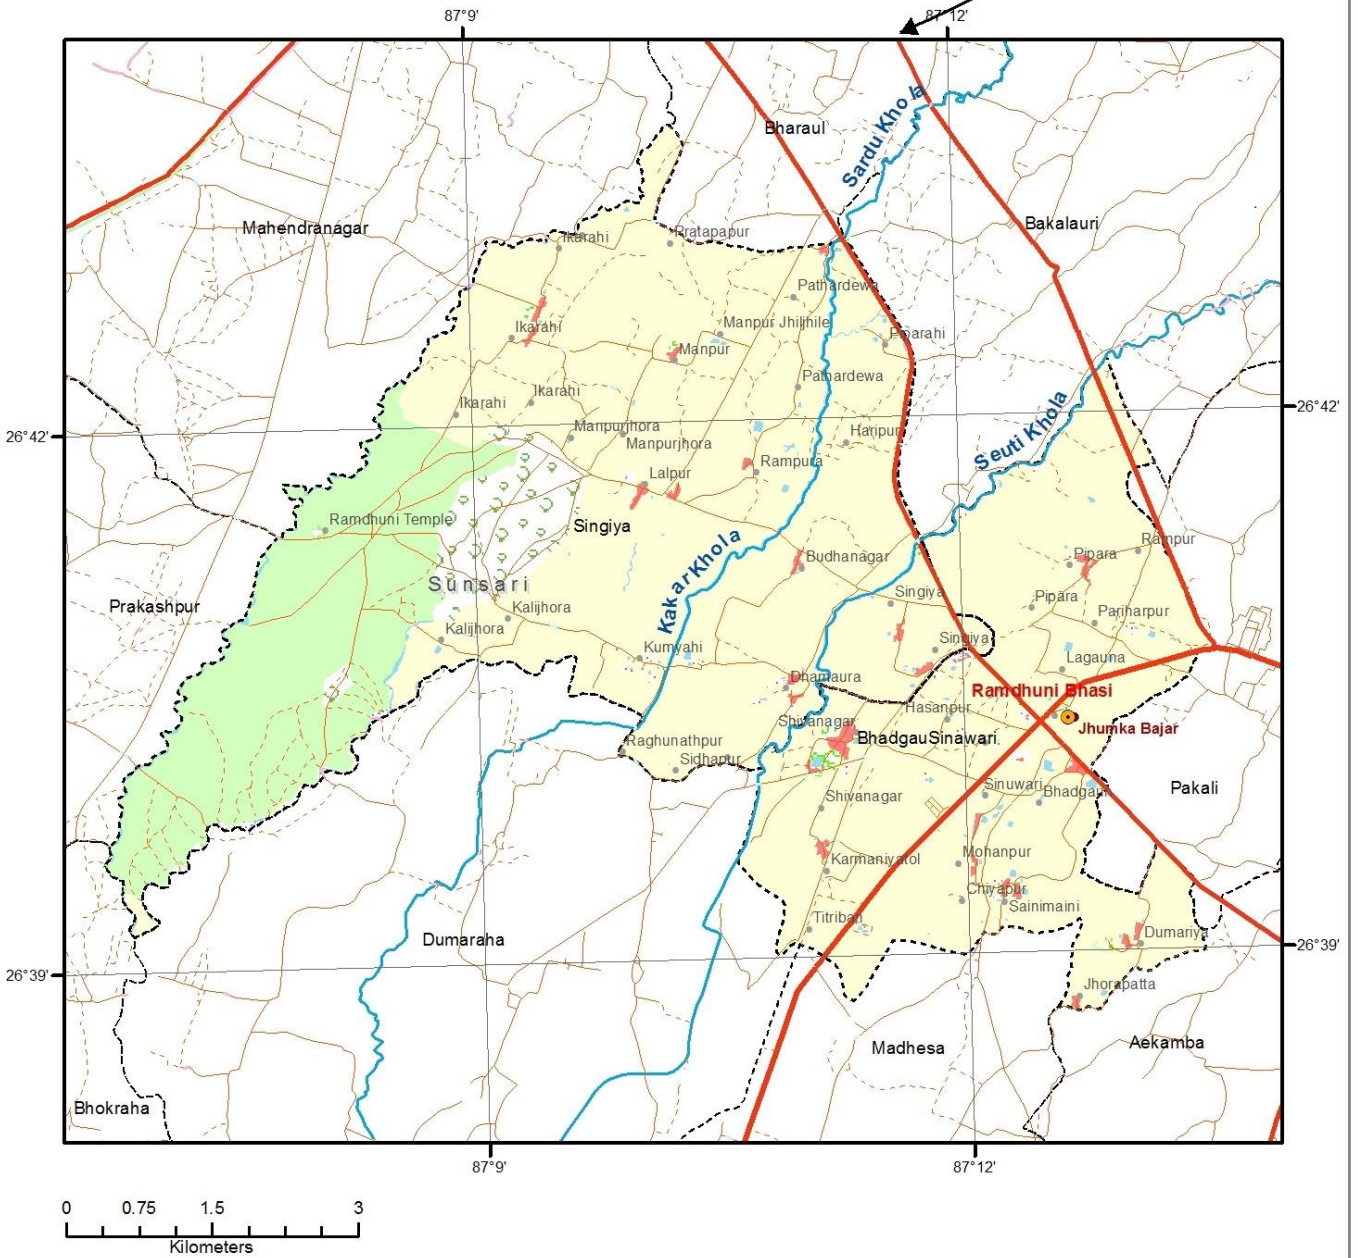 87°9'
87°12'
Bharaul
Sardu Khola
Mahendranagar
Bakalauri
Ikarahi
Pratapapur
Pathardewa
Ikarahi
Manpur Jhiljhile
Piparahi
Manpur
Pathardewa
Ikarahi
Ikarahi
26°42'
26°42'
Manpurjhora
Manpurjhora
Haripur
Seuti Khola
Lalpur
Rampura
Ramdhuni Temple
Singiya
Rampur
Kakar Khola
Budhanagar
Pipara
Sunsari
Prakashpur
Kalijhora
Singiya
Pipara
Pariharpur
Kalijhora
Singiya
Kumyahi
Lagauna
Dhamaura
Ramdhuni Bhasi
Hasanpur
Shivanagar
Jhumka Bajar
Raghunathpur
Bhadgau Sinawari
Sidhapur
Pakali
Shivanagar
Sinuwari
Bhadgau
Karmaniyatol
Mohanpur
Chiyapur
Sainimaini
Titriban
Dumariya
Dumaraha
26°39'
26°39'
Jhorapatta
Madhesa
Aekamba
Bhokraha
87°9'
87°12'
0 0.75 1.5 3
Kilometers